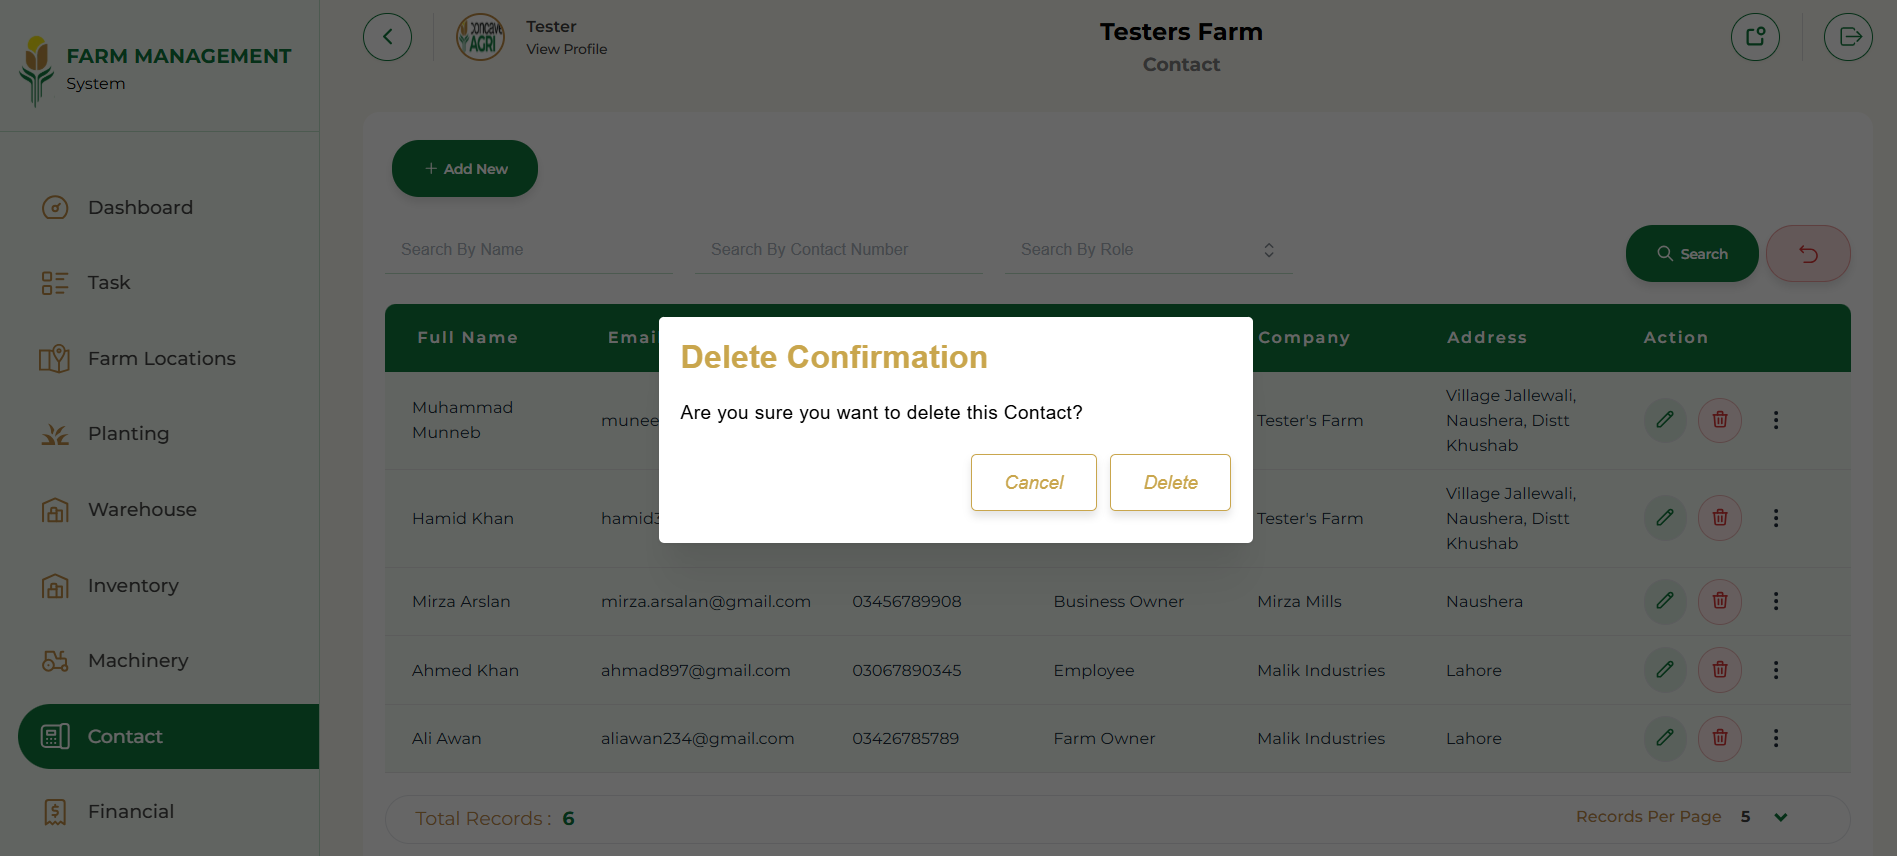 FARM MANAGEMENT
System
Dashboard
Task
Farm Locations
Planting
Warehouse
Inventory
Machinery
Contact
Financial
CONCAVE
AGRI
Tester
View Profile
Testers Farm
Contact
+ Add New
Search By Name
Search By Contact Number
Search By Role
Search
Full Name
Emai
Company
Address
Action
Muhammad
Munneb
munee
Tester's Farm
Village Jallewali,
Naushera, Distt
Khushab
Hamid Khan
hamid3
Tester's Farm
Village Jallewali,
Naushera, Distt
Khushab
Mirza Arslan
mirza.arsalan@gmail.com
03456789908
Business Owner
Mirza Mills
Naushera
Ahmed Khan
ahmad897@gmail.com
03067890345
Employee
Malik Industries
Lahore
Ali Awan
aliawan234@gmail.com
03426785789
Farm Owner
Malik Industries
Lahore
Total Records : 6
Records Per Page 5
Delete Confirmation
Are you sure you want to delete this Contact?
Cancel
Delete